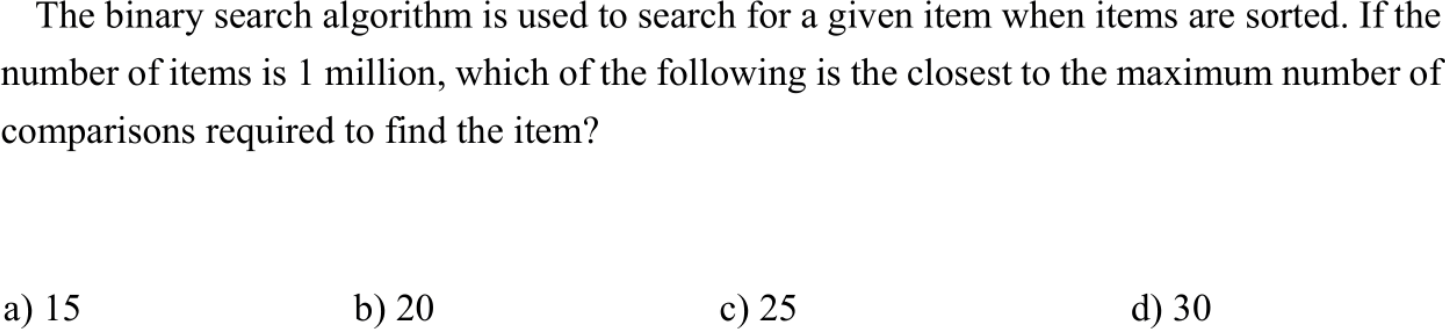 The binary search algorithm is used to search for a given item when items are sorted. If the
number of items is 1 million, which of the following is the closest to the maximum number of
comparisons required to find the item?
a) 15 b) 20 c) 25 d) 30